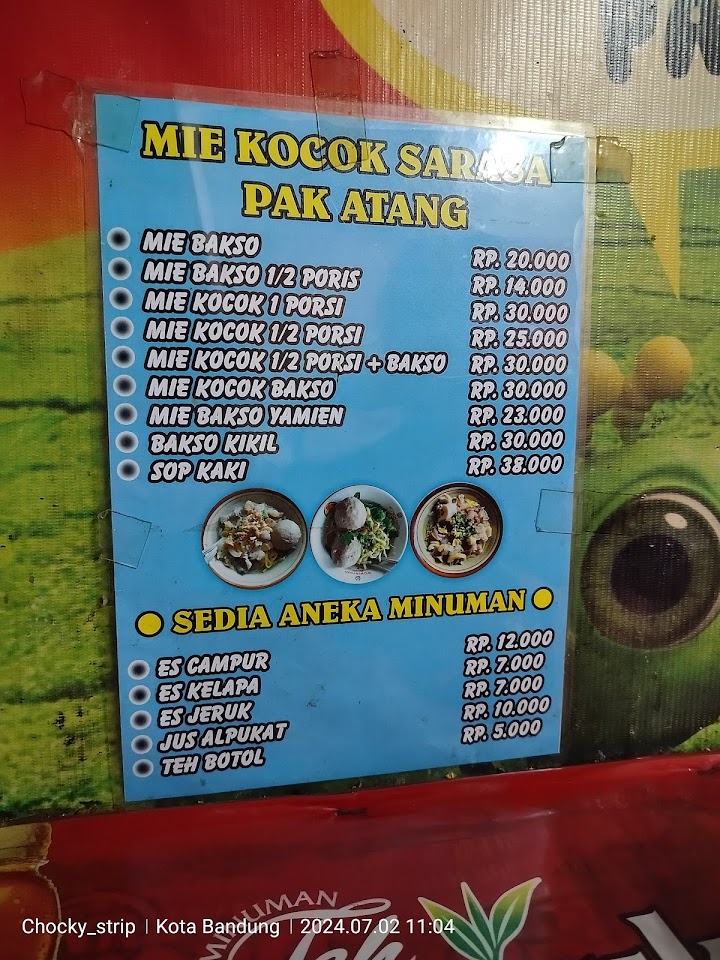 MIE KOCOK SARASA
PAK ATANG
MIE BAKSO RP. 20.000
MIE BAKSO 1/2 PORIS RP. 14.000
MIE KOCOK 1 PORSI RP. 30.000
MIE KOCOK 1/2 PORSI RP. 25.000
MIE KOCOK 1/2 PORSI + BAKSO RP. 30.000
MIE KOCOK BAKSO RP. 30.000
MIE BAKSO YAMIEN RP. 23.000
BAKSO KIKIL RP. 30.000
SOP KAKI RP. 38.000
SEDIA ANEKA MINUMAN
ES CAMPUR RP. 12.000
ES KELAPA RP. 7.000
ES JERUK RP. 7.000
JUS ALPUKAT RP. 10.000
TEH BOTOL RP. 5.000
MINUMAN
Teh
Chocky_strip | Kota Bandung | 2024.07.02 11:04